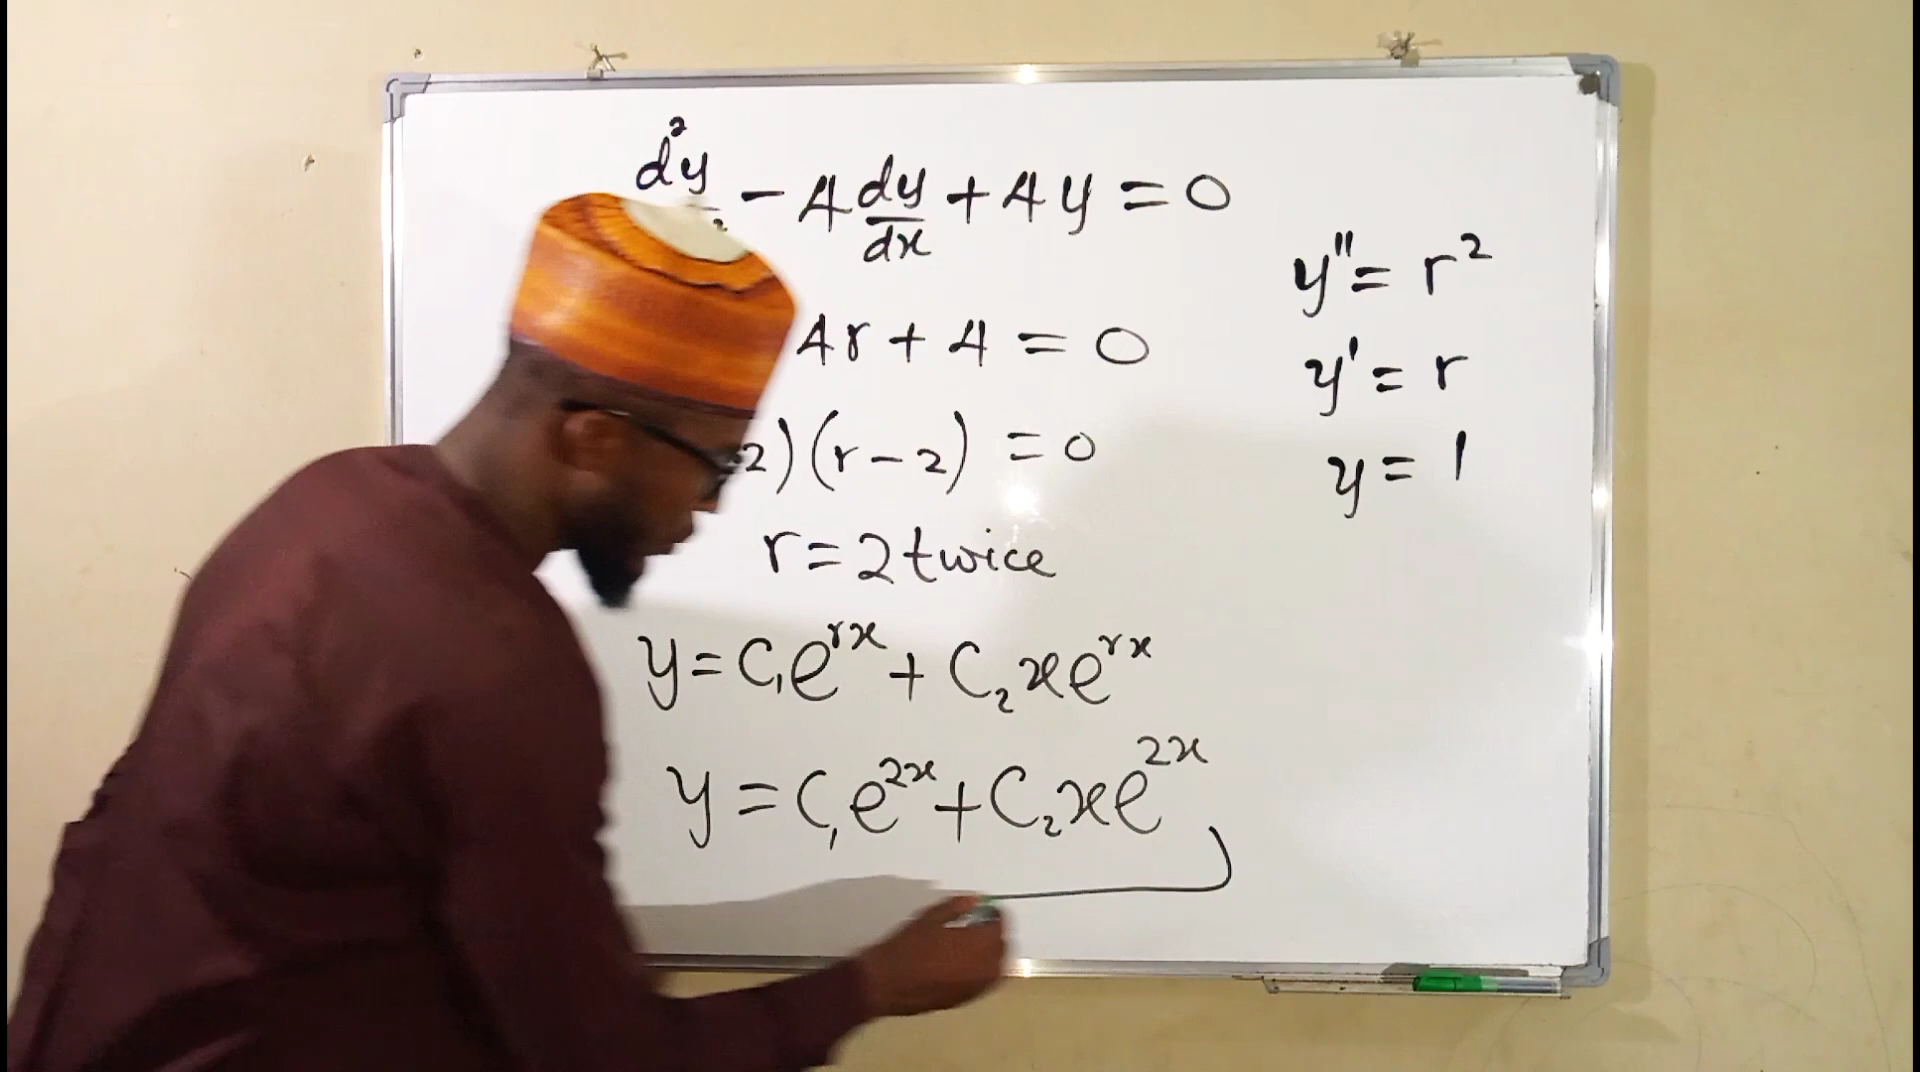 d²y - 4 dy/dx + 4y = 0
4r + 4 = 0
2)(r - 2) = 0
r = 2 twice
y = C₁e^{rx} + C₂xe^{rx}
y = C₁e^{2x} + C₂xe^{2x}
y'' = r²
y' = r
y = 1